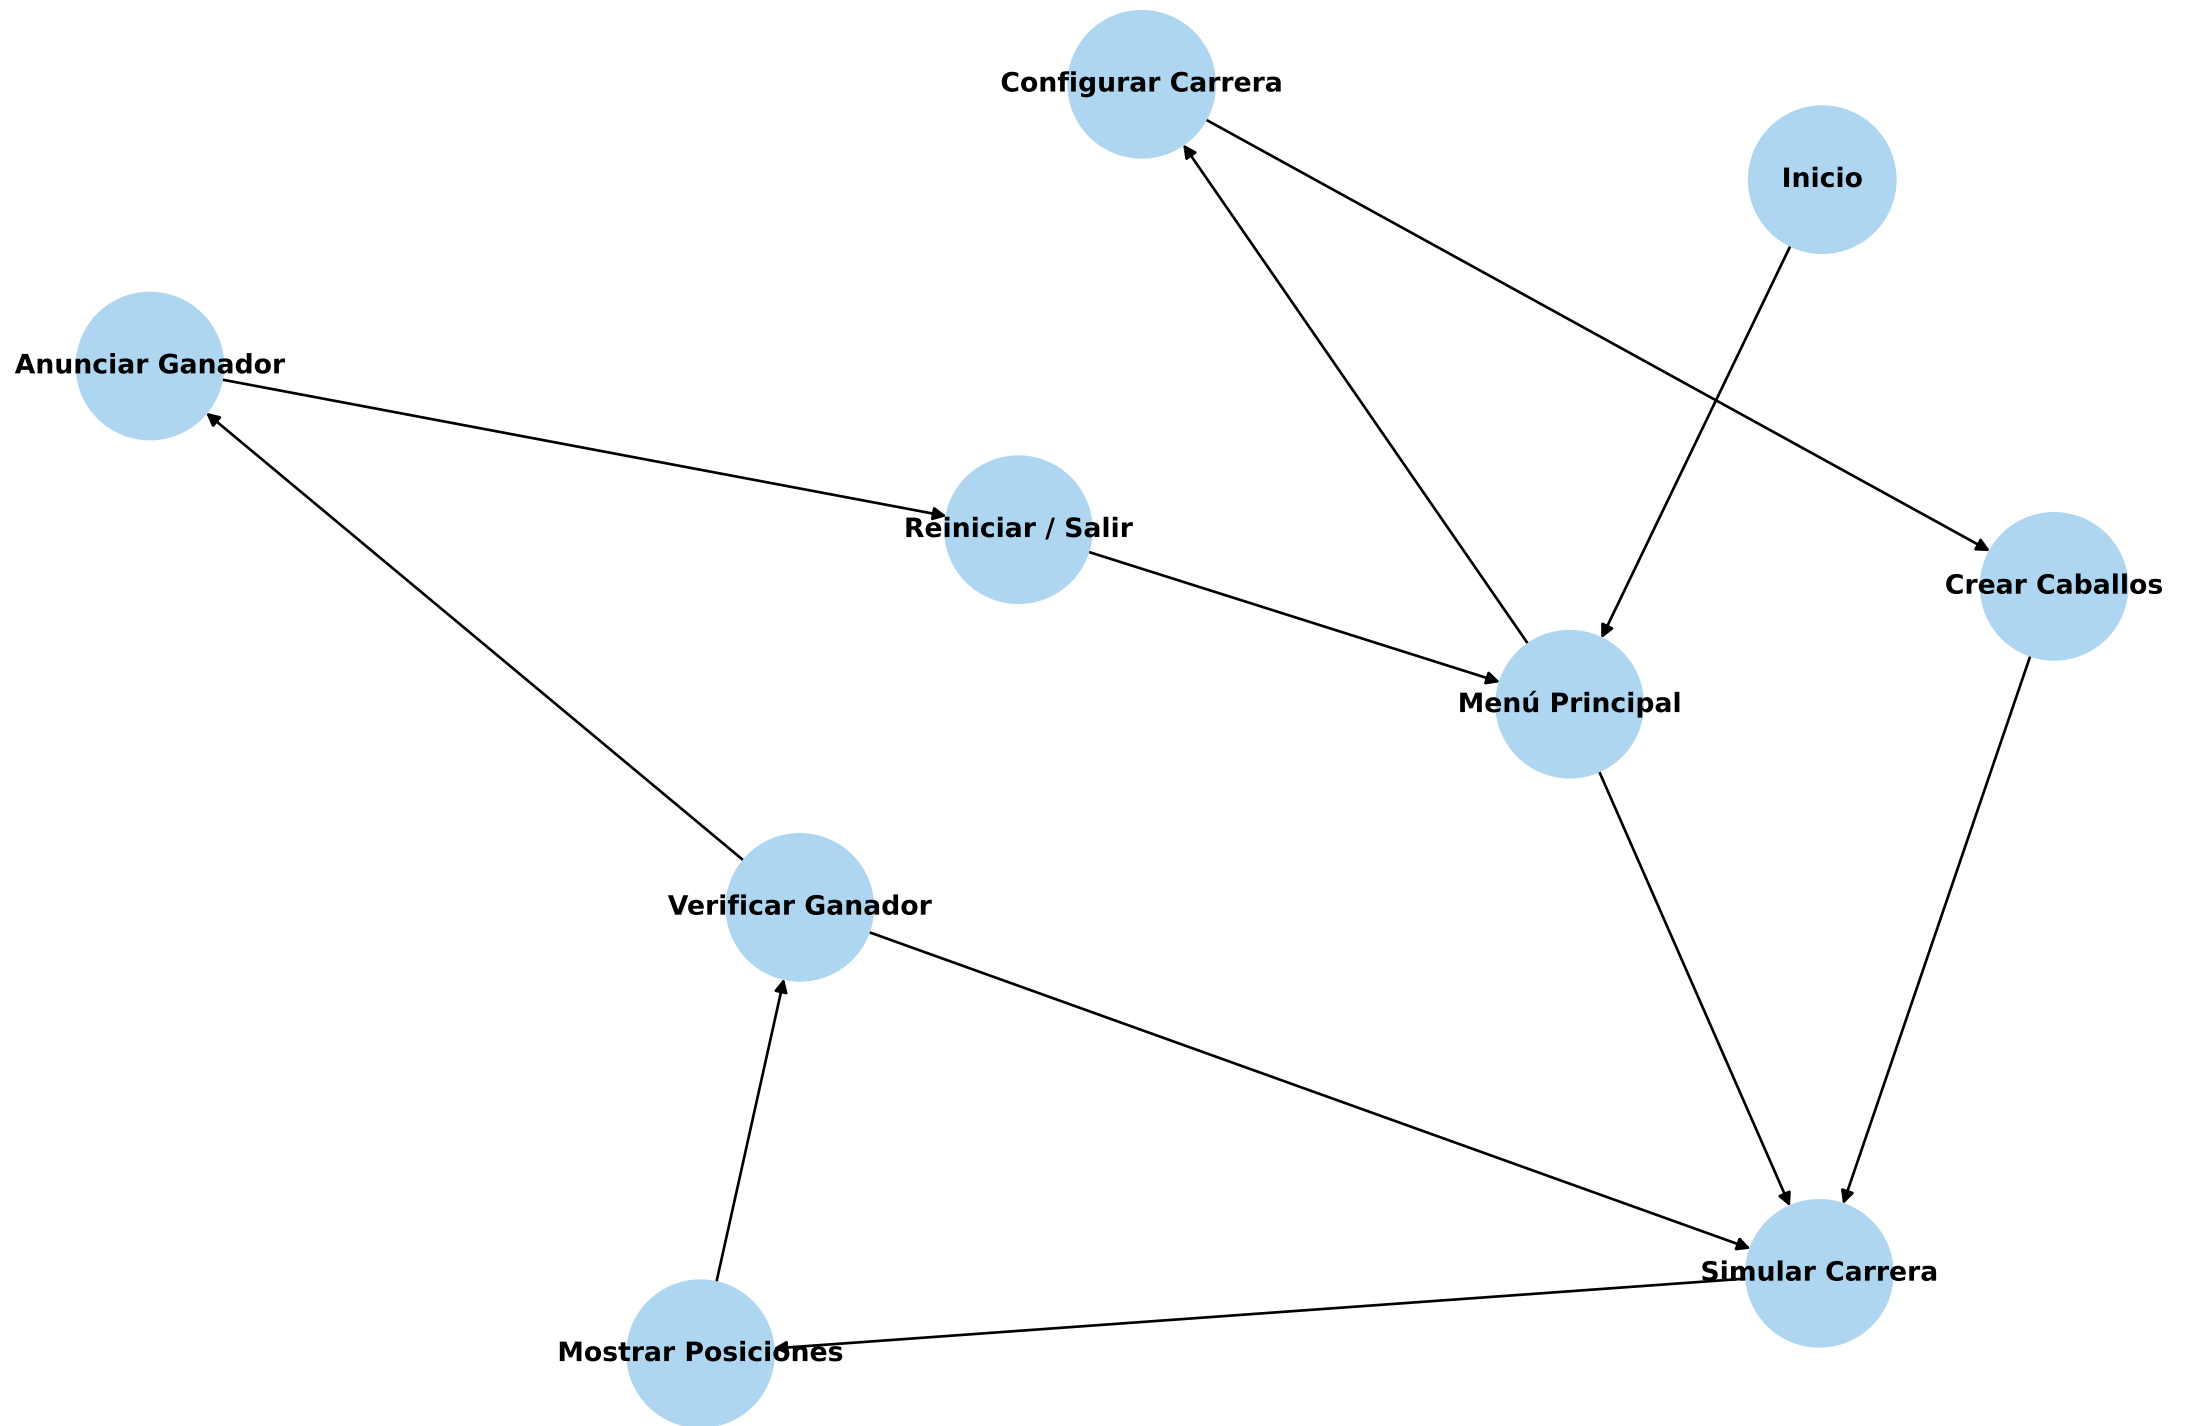 Configurar Carrera
Inicio
Anunciar Ganador
Reiniciar / Salir
Crear Caballos
Menú Principal
Verificar Ganador
Simular Carrera
Mostrar Posiciones